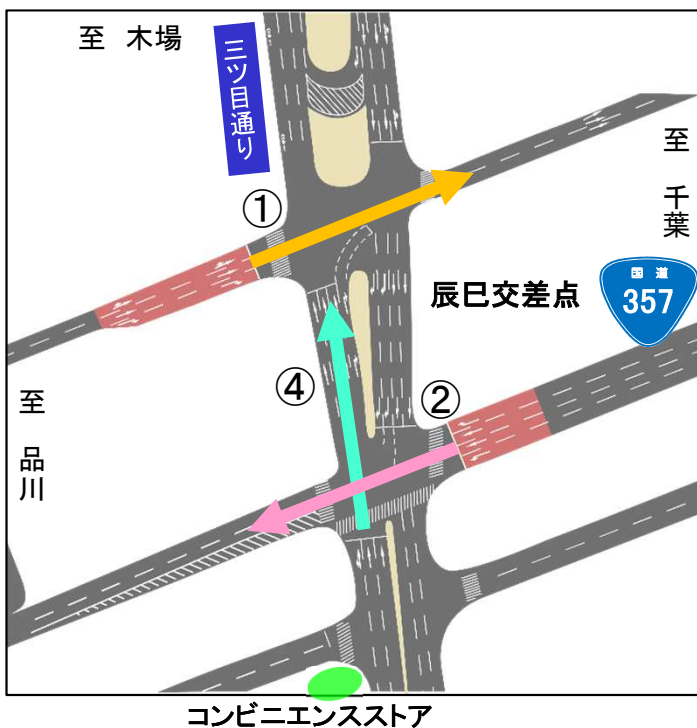 至 木場
三ツ目通り
①
至 千葉
辰巳交差点
国道
357
④
②
至 品川
コンビニエンスストア